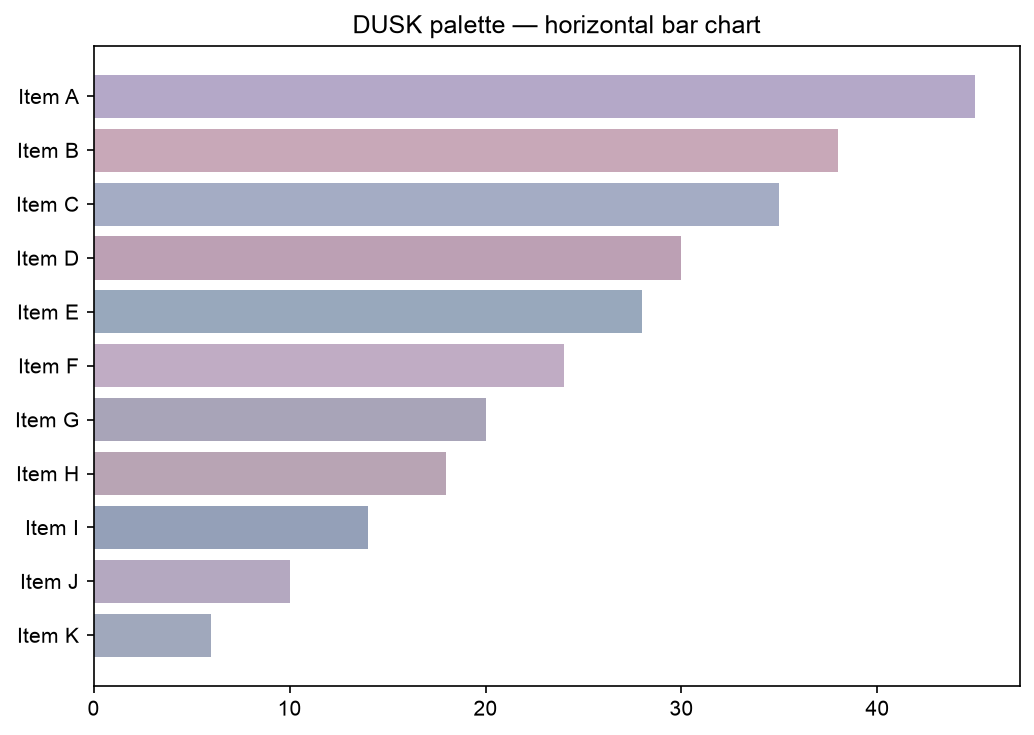 DUSK palette — horizontal bar chart
Item A
Item B
Item C
Item D
Item E
Item F
Item G
Item H
Item I
Item J
Item K
0 10 20 30 40